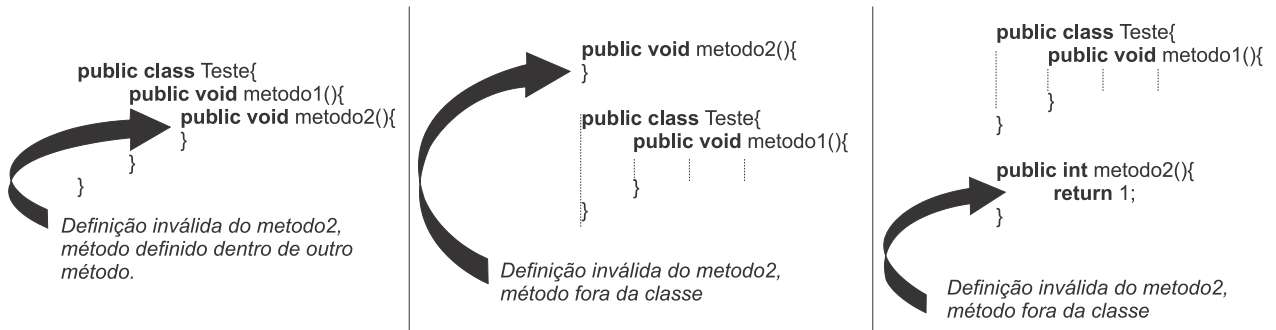 public class Teste{
public void metodo1(){
public void metodo2(){
}
}
}
Definição inválida do metodo2,
método definido dentro de outro
método.
public void metodo2(){
}
public class Teste{
public void metodo1(){
}
}
Definição inválida do metodo2,
método fora da classe
public class Teste{
public void metodo1(){
}
}
public int metodo2(){
return 1;
}
Definição inválida do metodo2,
método fora da classe